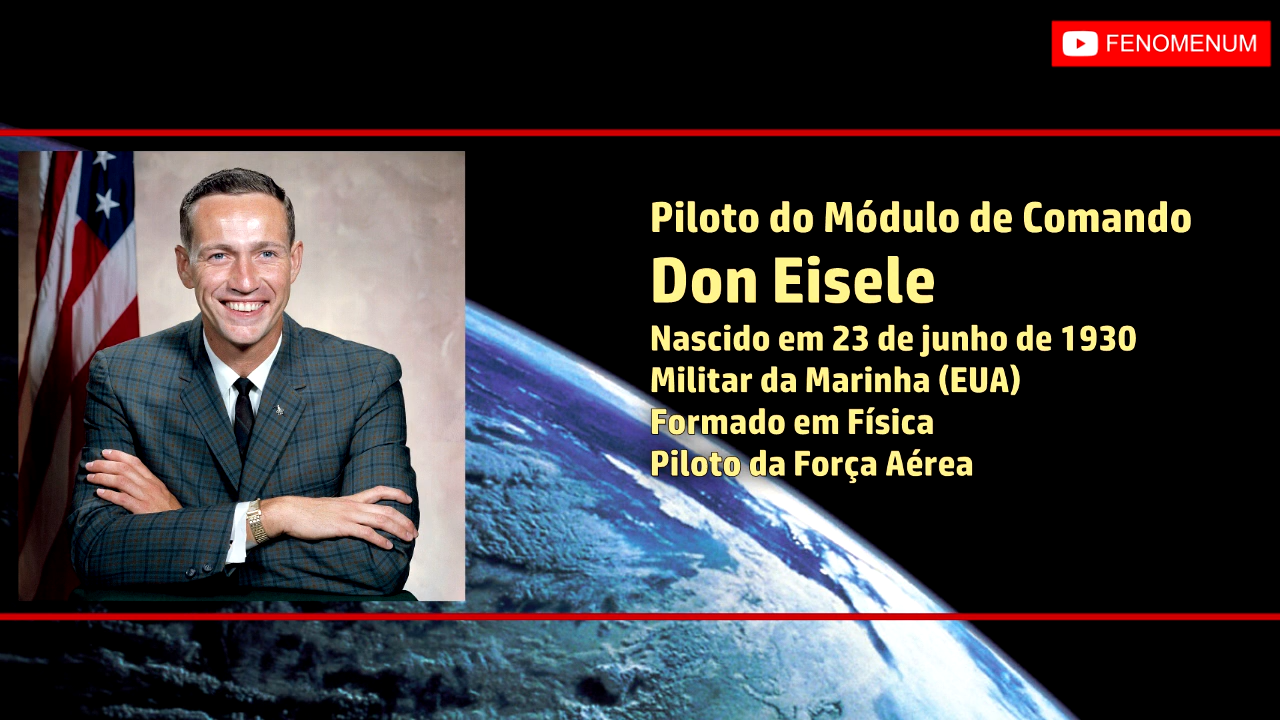 FENOMENUM
Piloto do Módulo de Comando
Don Eisele
Nascido em 23 de junho de 1930
Militar da Marinha (EUA)
Formado em Física
Piloto da Força Aérea